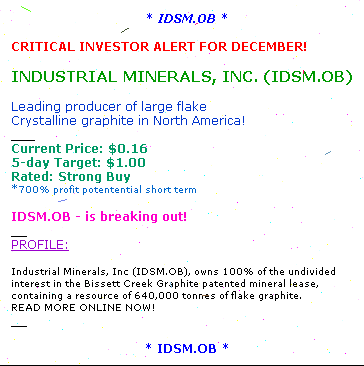 * IDSM.OB *
CRITICAL INVESTOR ALERT FOR DECEMBER!
INDUSTRIAL MINERALS, INC. (IDSM.OB)
Leading producer of large flake
Crystalline graphite in North America!
Current Price: $0.16
5-day Target: $1.00
Rated: Strong Buy
*700% profit potentential short term
IDSM.OB - is breaking out!
PROFILE:
Industrial Minerals, Inc (IDSM.OB), owns 100% of the undivided
interest in the Bissett Creek Graphite patented mineral lease,
containing a resource of 640,000 tonnes of flake graphite.
READ MORE ONLINE NOW!
* IDSM.OB *